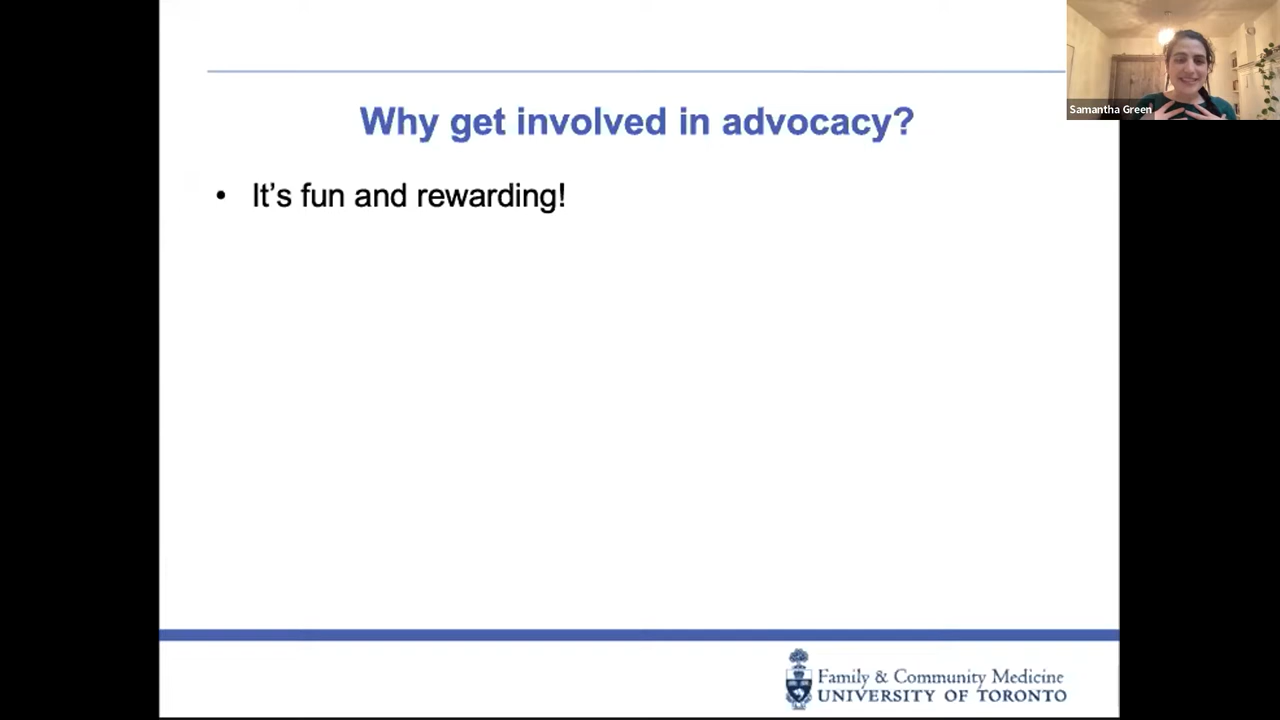 Samantha Green
Why get involved in advocacy?
• It's fun and rewarding!
Family & Community Medicine
UNIVERSITY OF TORONTO